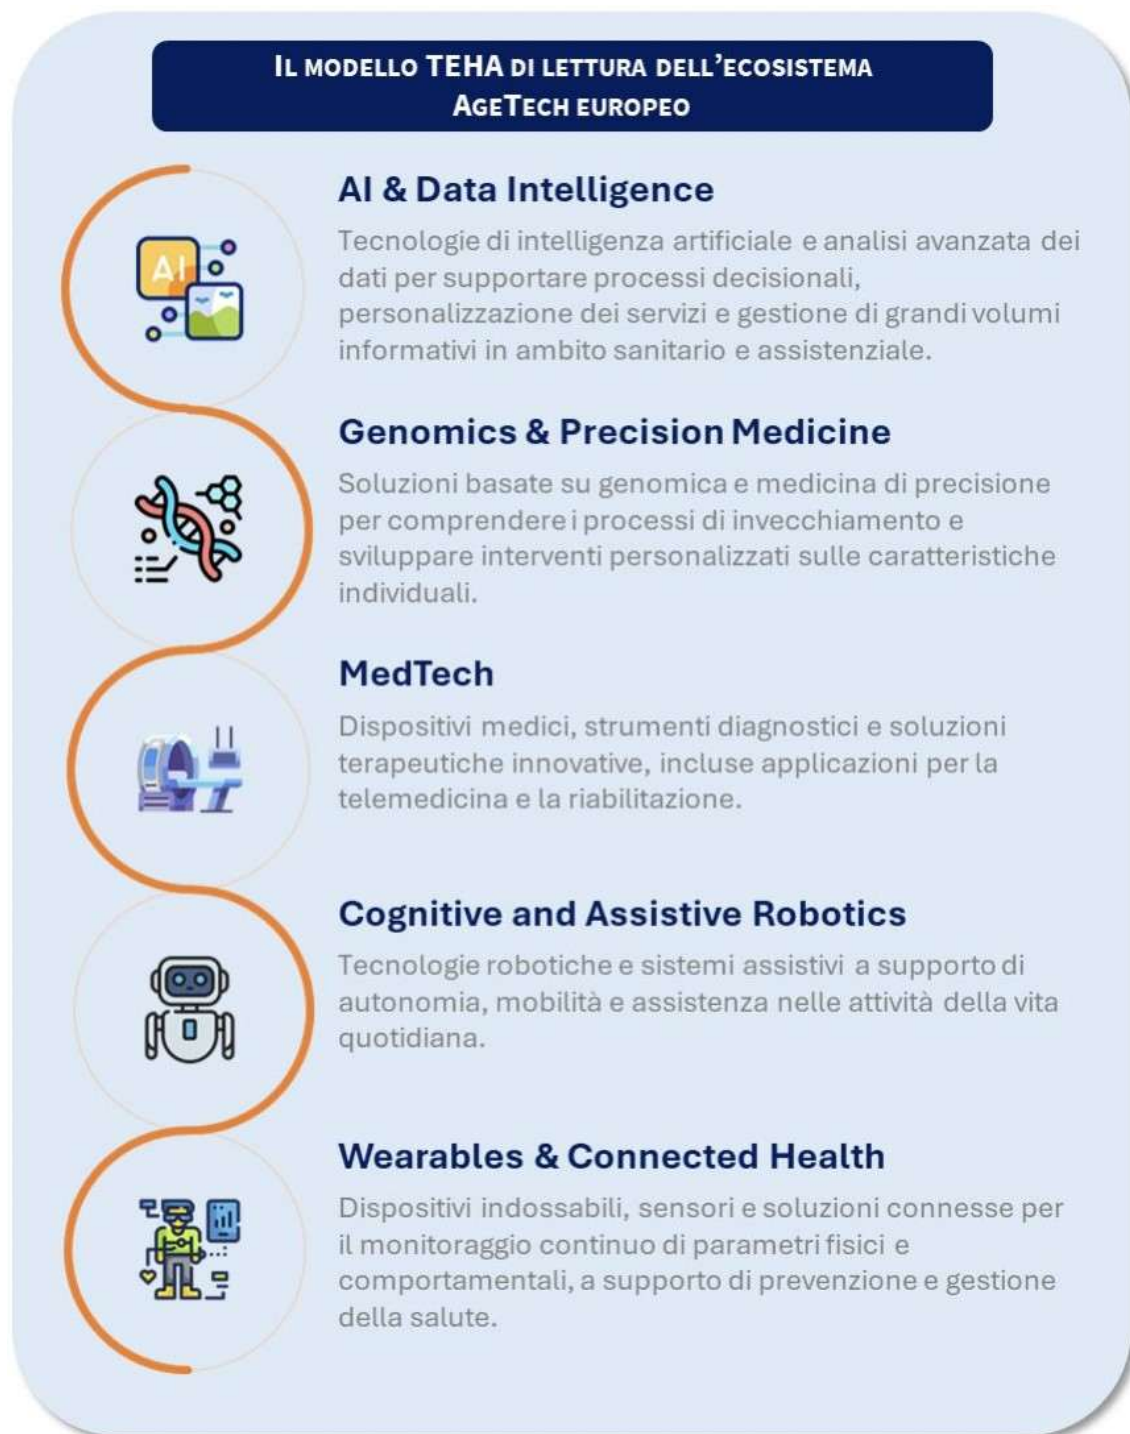 IL MODELLO TEHA DI LETTURA DELL'ECOSISTEMA
AGETECH EUROPEO
AI & Data Intelligence
Tecnologie di intelligenza artificiale e analisi avanzata dei
dati per supportare processi decisionali,
personalizzazione dei servizi e gestione di grandi volumi
informativi in ambito sanitario e assistenziale.
AI
Genomics & Precision Medicine
Soluzioni basate su genomica e medicina di precisione
per comprendere i processi di invecchiamento e
sviluppare interventi personalizzati sulle caratteristiche
individuali.
MedTech
Dispositivi medici, strumenti diagnostici e soluzioni
terapeutiche innovative, incluse applicazioni per la
telemedicina e la riabilitazione.
Cognitive and Assistive Robotics
Tecnologie robotiche e sistemi assistivi a supporto di
autonomia, mobilità e assistenza nelle attività della vita
quotidiana.
Wearables & Connected Health
Dispositivi indossabili, sensori e soluzioni connesse per
il monitoraggio continuo di parametri fisici e
comportamentali, a supporto di prevenzione e gestione
della salute.